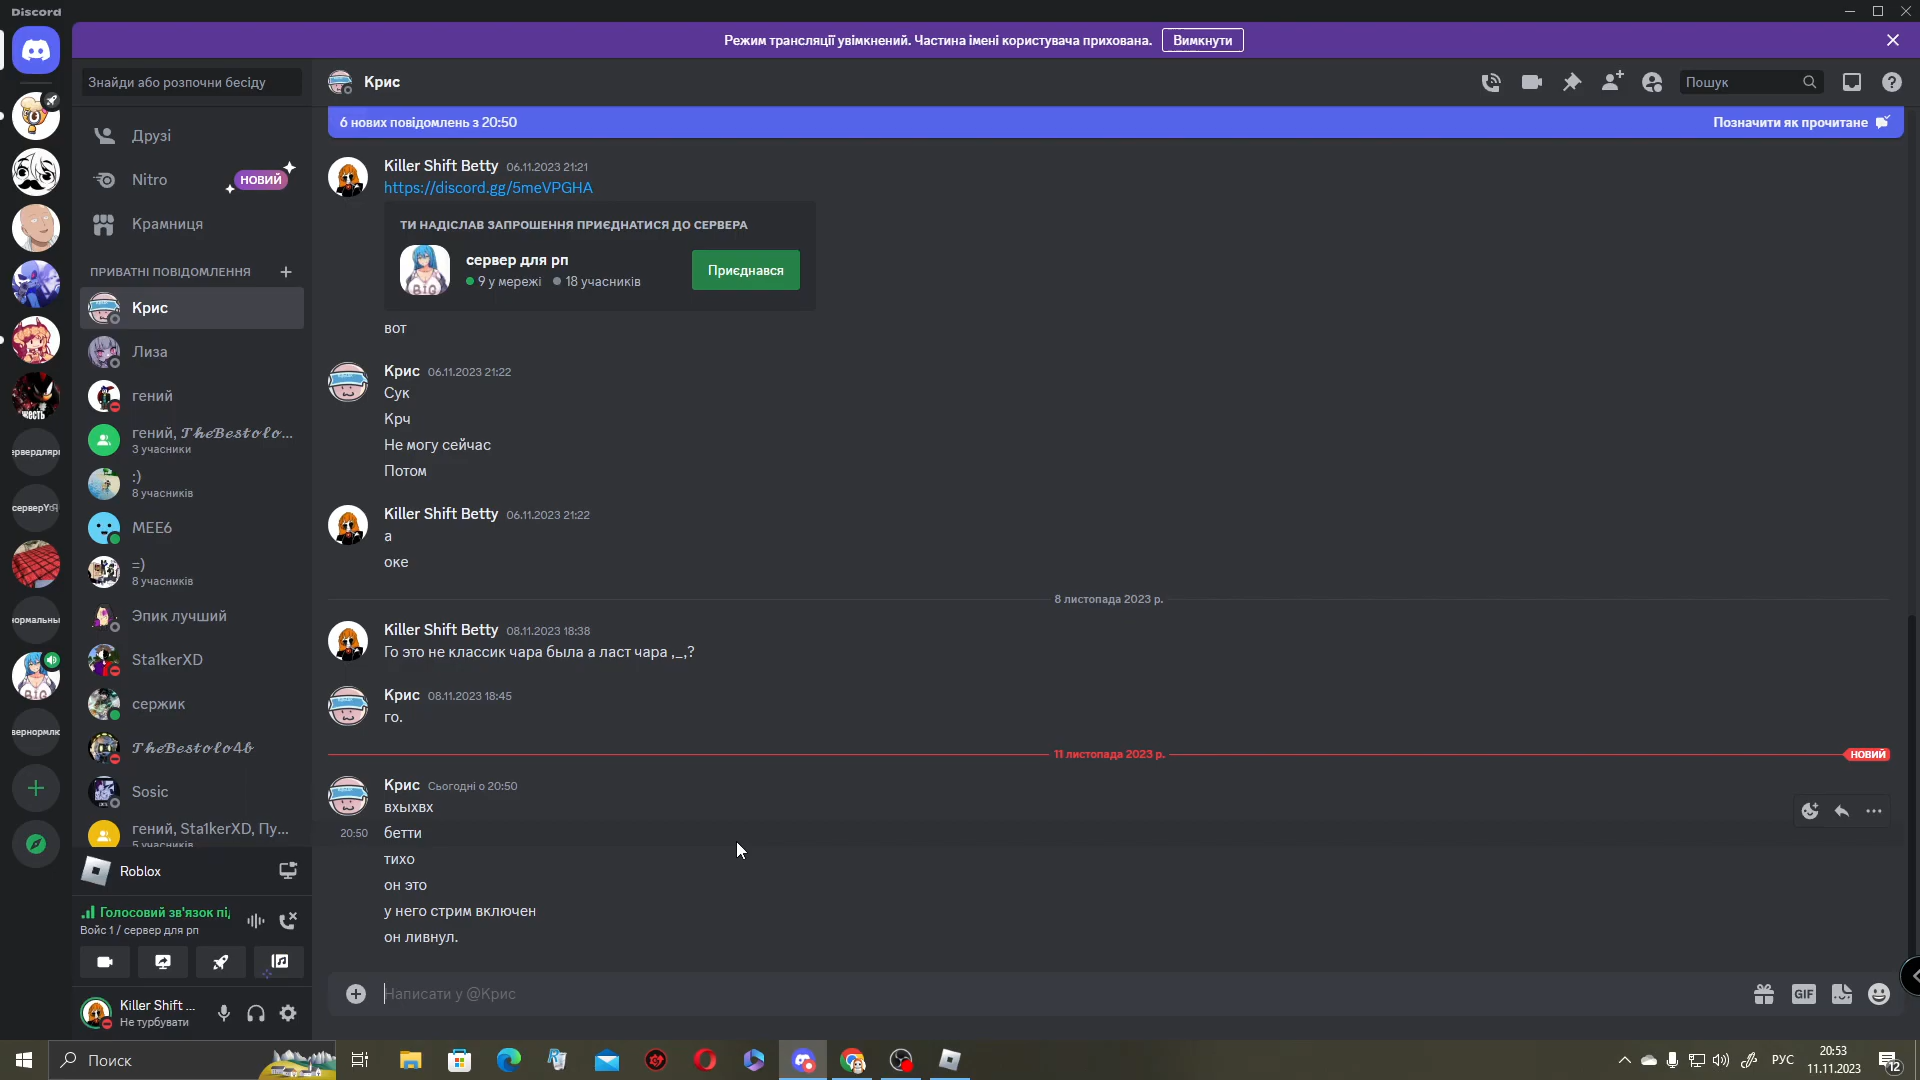 Discord
Режим трансляції увімкнений. Частина імені користувача прихована.
Вимкнути
Знайди або розпочни бесіду
Крис
Пошук
6 нових повідомлень з 20:50
Позначити як прочитане
Друзі
Nitro
НОВИЙ
Крамниця
ПРИВАТНІ ПОВІДОМЛЕННЯ
Крис
Лиза
гений
гений, 𝓣𝓱𝓮𝓑𝓮𝓼𝓽𝓸𝓵𝓸...
3 учасники
:)
8 учасників
MEE6
=)
8 учасників
Эпик лучший
Sta1kerXD
сержик
𝓣𝓱𝓮𝓑𝓮𝓼𝓽𝓸𝓵𝓸4𝓫
Sosic
гений, Sta1kerXD, Пу...
5 учасників
Roblox
Голосовий зв'язок пі
Войс 1 / сервер для рп
Killer Shift ...
Не турбувати
Killer Shift Betty 06.11.2023 21:21
https://discord.gg/5meVPGHA
ТИ НАДІСЛАВ ЗАПРОШЕННЯ ПРИЄДНАТИСЯ ДО СЕРВЕРА
сервер для рп
9 у мережі 18 учасників
Приєднався
вот
Крис 06.11.2023 21:22
Сук
Крч
Не могу сейчас
Потом
Killer Shift Betty 06.11.2023 21:22
а
оке
8 листопада 2023 р.
Killer Shift Betty 08.11.2023 18:38
Го это не классик чара была а ласт чара ,_,?
Крис 08.11.2023 18:45
го.
11 листопада 2023 р.
НОВИЙ
Крис Сьогодні о 20:50
вхыхвх
20:50 бетти
тихо
он это
у него стрим включен
он ливнул.
Написати у @Крис
GIF
Поиск
РУС
20:53
11.11.2023
12